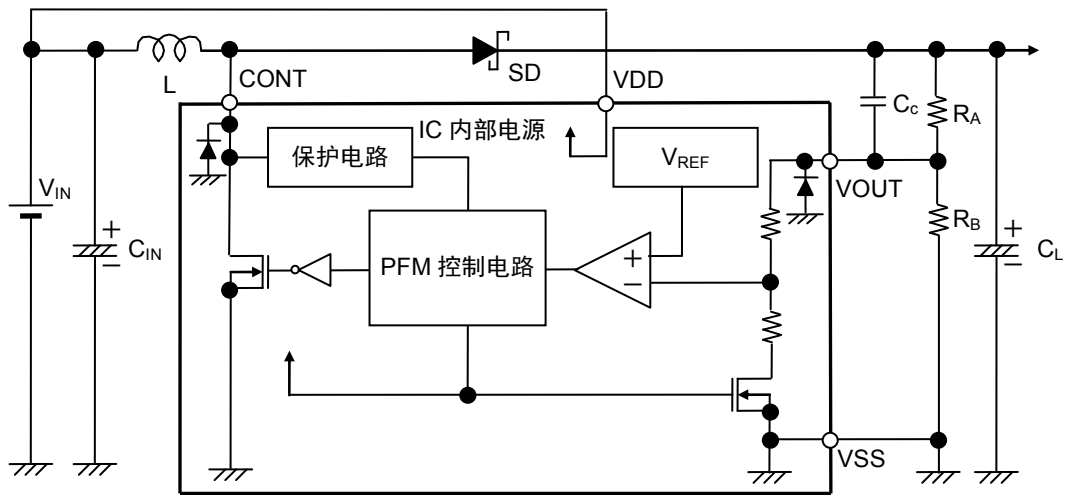 L
CONT
SD
VDD
C_c
R_A
IC 内部电源
保护电路
V_REF
V_IN
VOUT
+
C_IN
−
PFM 控制电路
+
−
R_B
+
C_L
−
VSS